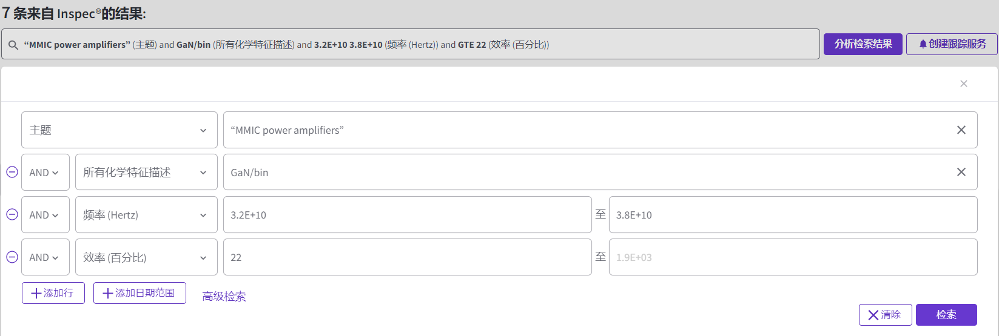 7 条来自 Inspec®的结果:
“MMIC power amplifiers” (主题) and GaN/bin (所有化学特征描述) and 3.2E+10 3.8E+10 (频率 (Hertz)) and GTE 22 (效率 (百分比))
分析检索结果
创建跟踪服务
主题 “MMIC power amplifiers”
AND 所有化学特征描述 GaN/bin
AND 频率 (Hertz) 3.2E+10 至 3.8E+10
AND 效率 (百分比) 22 至 1.9E+03
添加行 添加日期范围 高级检索
清除 检索